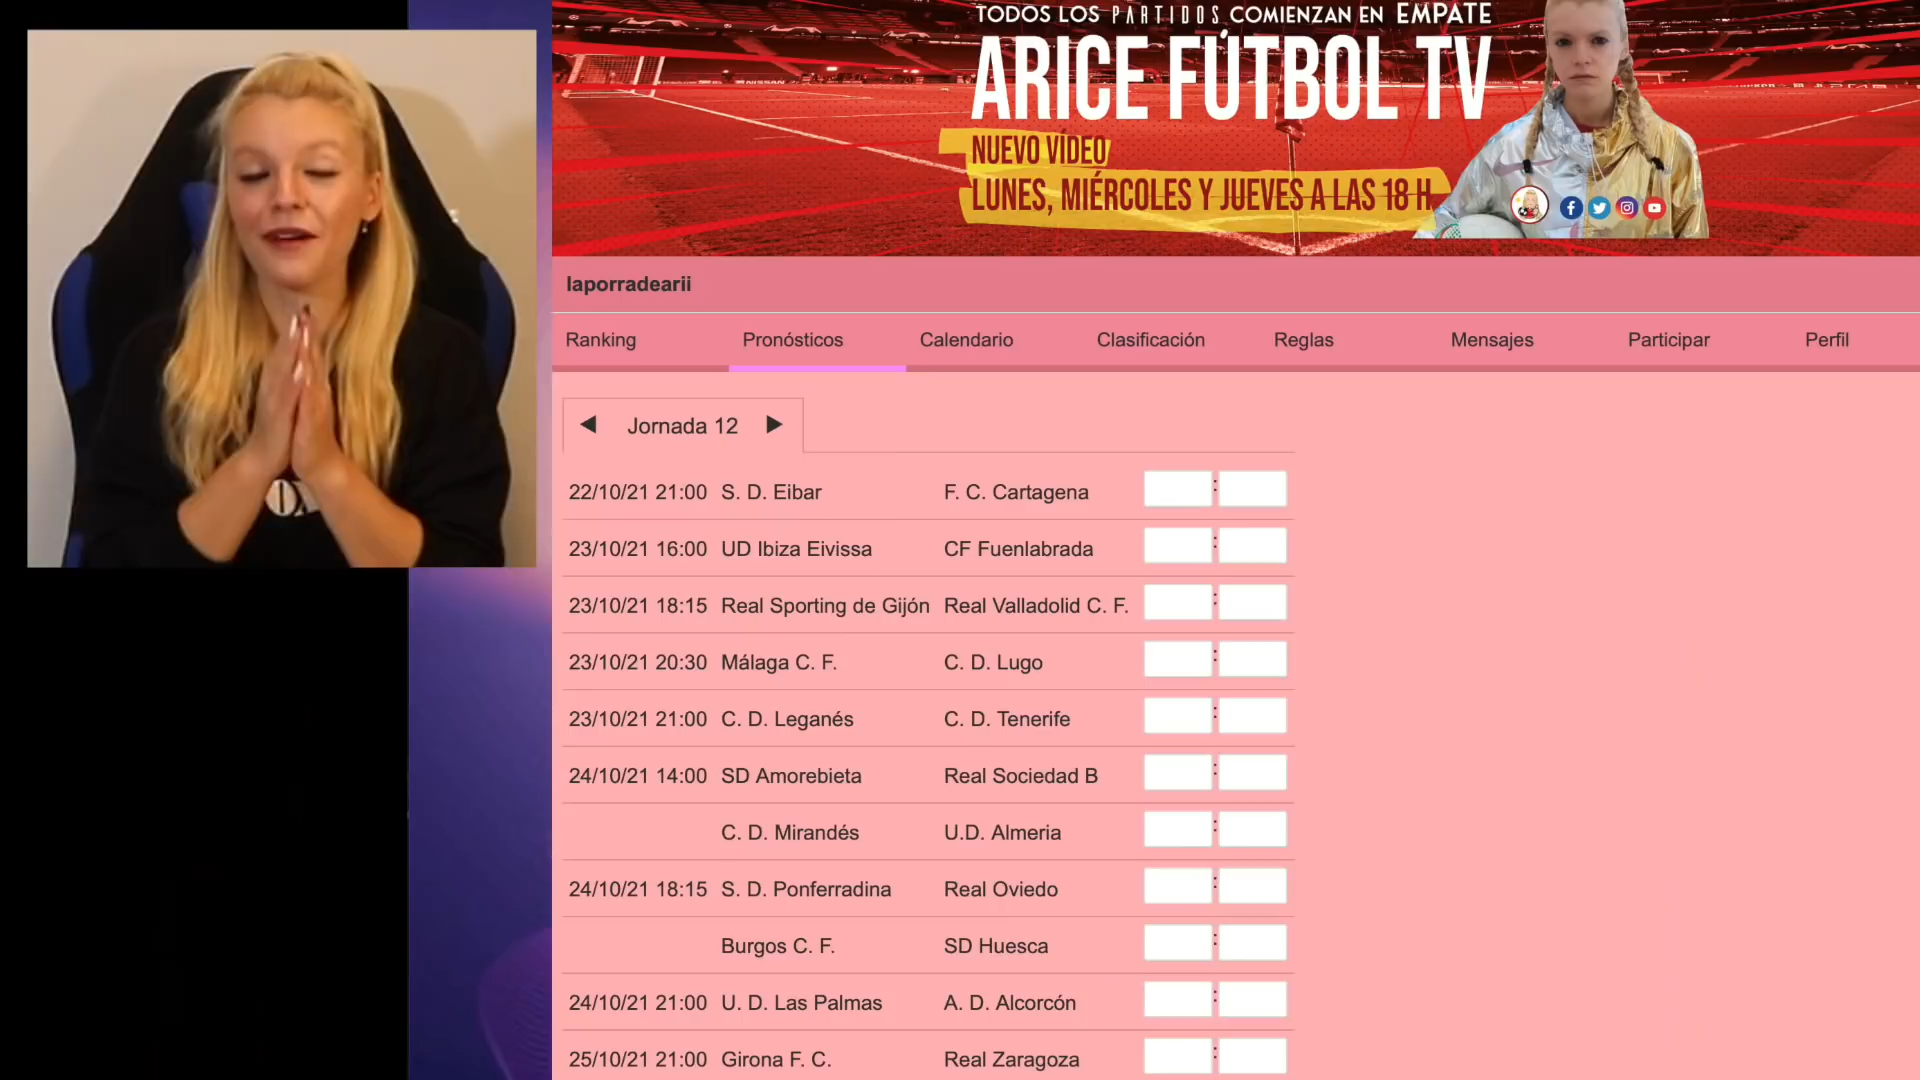 TODOS LOS PARTIDOS COMIENZAN EN EMPATE
ARICE FÚTBOL TV
NUEVO VÍDEO
LUNES, MIÉRCOLES Y JUEVES A LAS 18 H.
laporradearii
Ranking Pronósticos Calendario Clasificación Reglas Mensajes Participar Perfil
◀ Jornada 12 ▶
22/10/21 21:00 S. D. Eibar F. C. Cartagena :
23/10/21 16:00 UD Ibiza Eivissa CF Fuenlabrada :
23/10/21 18:15 Real Sporting de Gijón Real Valladolid C. F. :
23/10/21 20:30 Málaga C. F. C. D. Lugo :
23/10/21 21:00 C. D. Leganés C. D. Tenerife :
24/10/21 14:00 SD Amorebieta Real Sociedad B :
C. D. Mirandés U.D. Almeria :
24/10/21 18:15 S. D. Ponferradina Real Oviedo :
Burgos C. F. SD Huesca :
24/10/21 21:00 U. D. Las Palmas A. D. Alcorcón :
25/10/21 21:00 Girona F. C. Real Zaragoza :